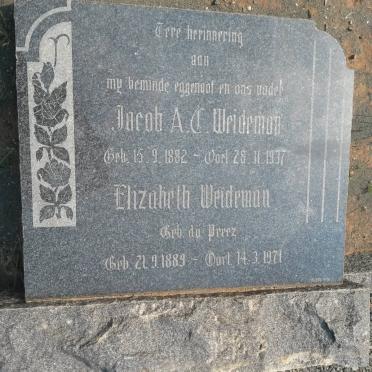 Tere herinnering
aan
my beminde eggenoot en ons vader
Jacob A.C. Weideman
Geb. 15.9.1882 – Oorl. 28.11.1937
Elizabeth Weideman
Geb. du Preez
Geb. 21.9.1889 – Oorl. 14.3.1971